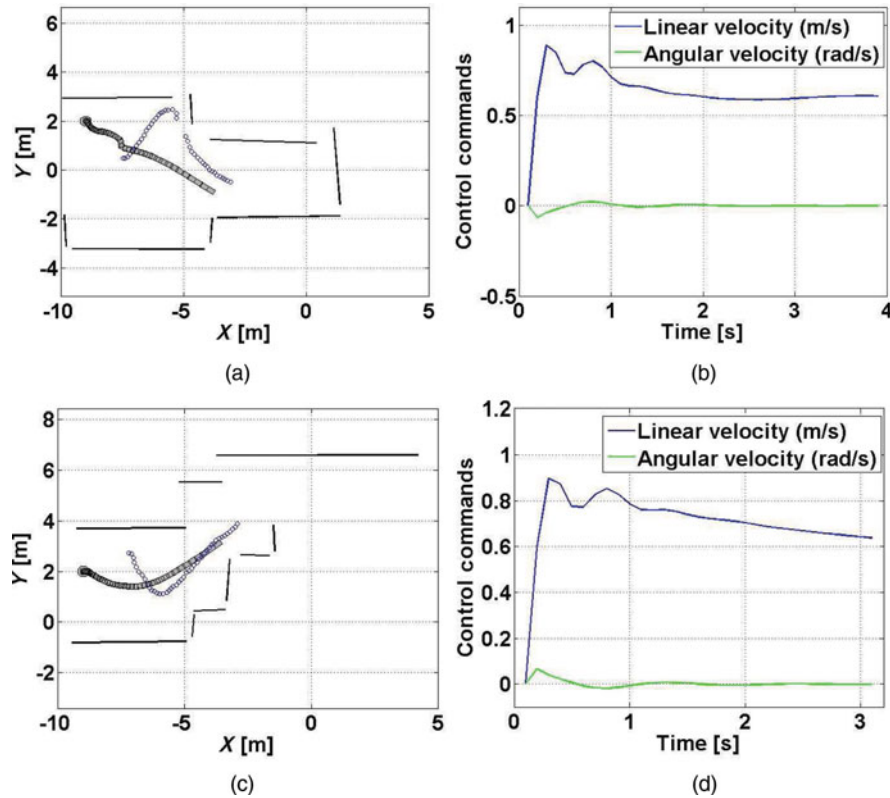 6
4
2
0
-2
-4
-10
-5
0
5
Y [m]
X [m]
(a)
1
0.5
0
-0.5
0
1
2
3
4
Linear velocity (m/s)
Angular velocity (rad/s)
Control commands
Time [s]
(b)
8
6
4
2
0
-2
-10
-5
0
5
Y [m]
X [m]
(c)
1.2
1
0.8
0.6
0.4
0.2
0
0
1
2
3
Linear velocity (m/s)
Angular velocity (rad/s)
Control commands
Time [s]
(d)